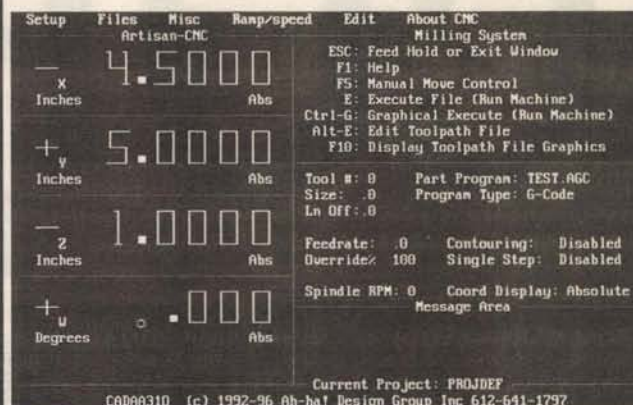 Setup Files Misc Ramp/speed Edit About CNC
Artisan-CNC
Milling System
— x 4.5000
Inches Abs
+ y 5.0000
Inches Abs
— z 1.0000
Inches Abs
+ w .000
Degrees Abs
ESC: Feed Hold or Exit Window
F1: Help
F5: Manual Move Control
E: Execute File (Run Machine)
Ctrl-G: Graphical Execute (Run Machine)
Alt-E: Edit Toolpath File
F10: Display Toolpath File Graphics
Tool #: 0 Part Program: TEST.AGC
Size: .0 Program Type: G-Code
Ln Off: .0
Feedrate: .0 Contouring: Disabled
Override% 100 Single Step: Disabled
Spindle RPM: 0 Coord Display: Absolute
Message Area
Current Project: PROJDEF
CADAA310 (c) 1992-96 Ah-ha! Design Group Inc 612-641-1797